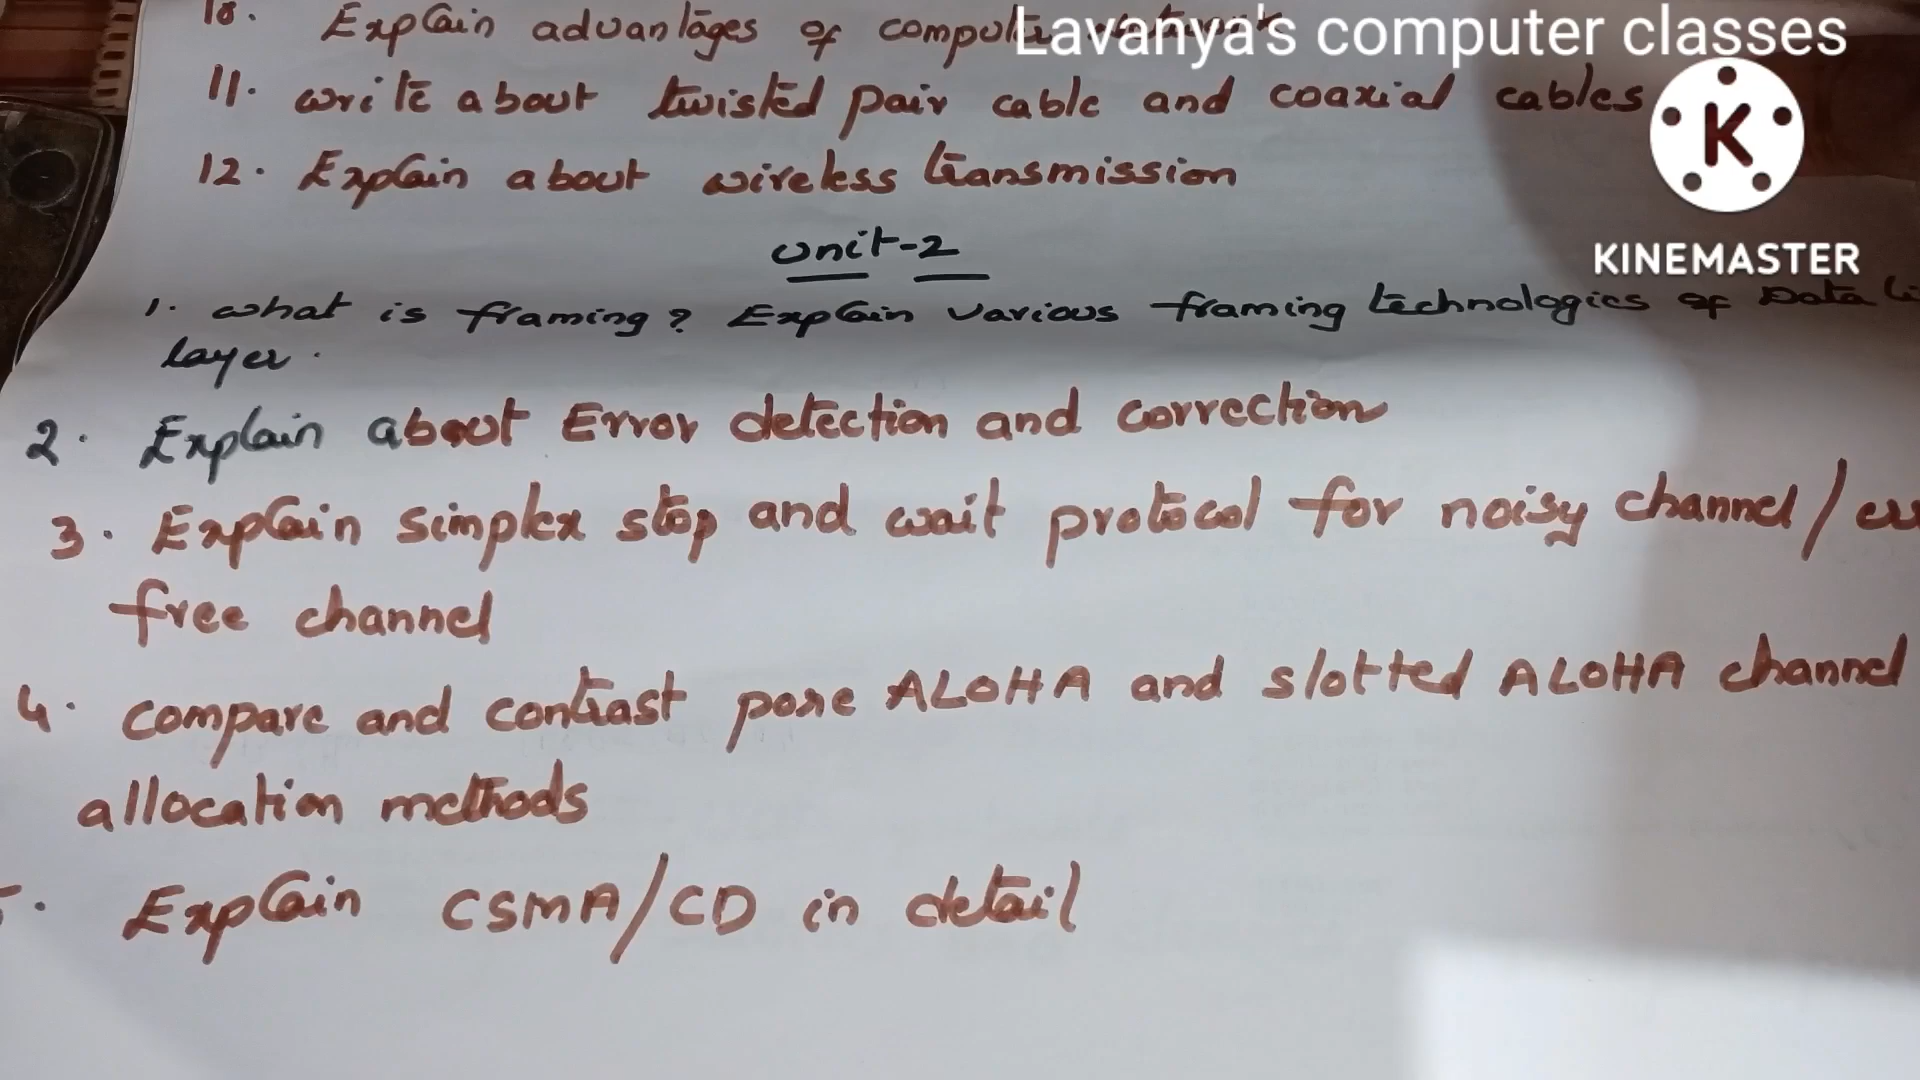 10. Explain advantages of
Lavanya's computer classes
11. write about twisted pair cable and coaxial cables
12. Explain about wireless transmission
K
KINEMASTER
Unit-2
1. what is framing? Explain various framing technologies of Data
layer.
2. Explain about Error detection and correction
3. Explain simplex stop and wait protocol for noisy channel/
free channel
4. compare and contrast pore ALOHA and slotted ALOHA channel
allocation methods
5. Explain CSMA/CD in detail